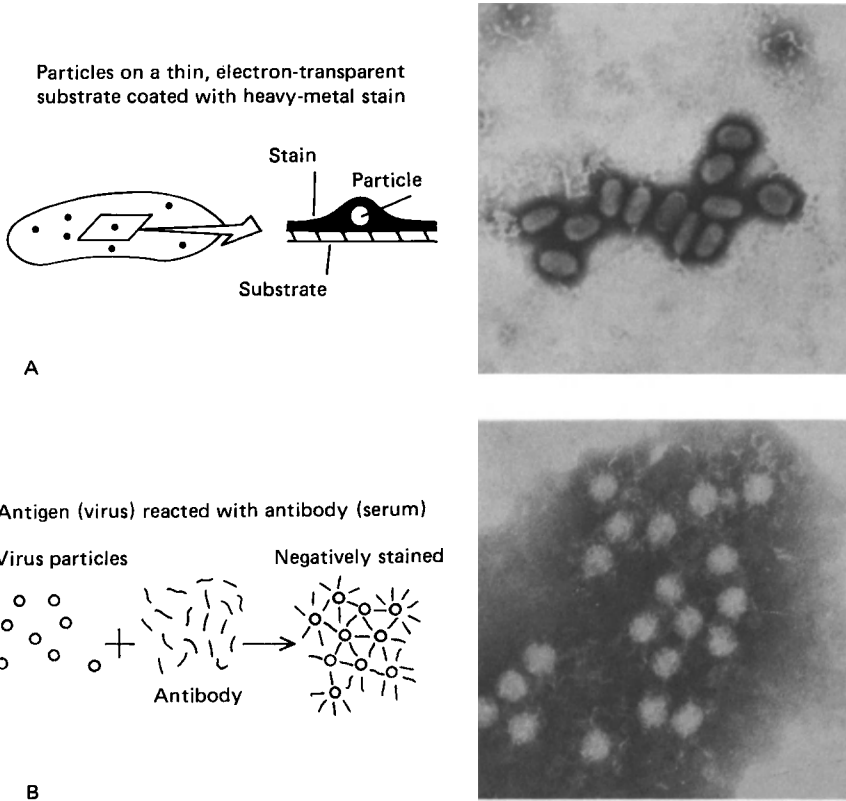 Particles on a thin, electron-transparent
substrate coated with heavy-metal stain
Stain
Particle
Substrate
A
Antigen (virus) reacted with antibody (serum)
Virus particles
Negatively stained
Antibody
B